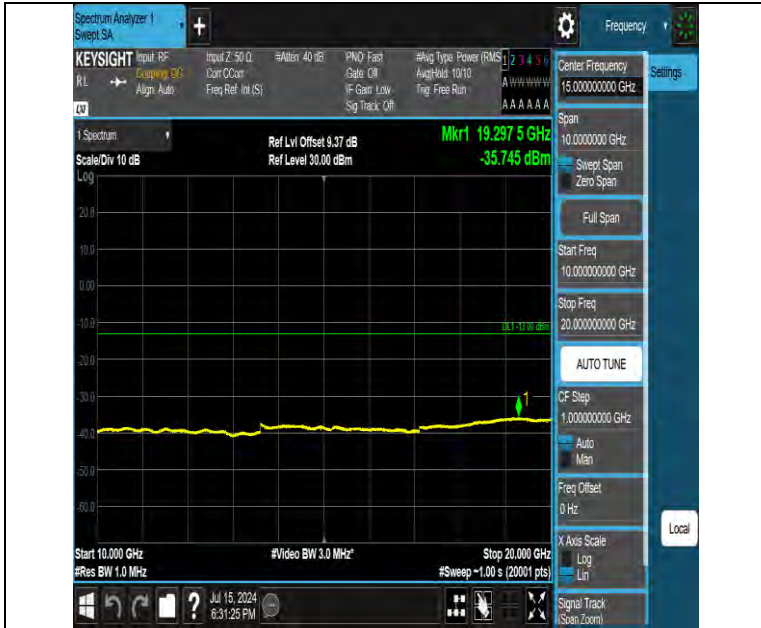 Spectrum Analyzer 1
Swept SA
+
Frequency
KEYSIGHT
RL
Input: RF
Coupling: DC
Align: Auto
Input Z: 50 Ω
Corr CCorr
Freq Ref: Int (S)
#Atten: 40 dB
PNO: Fast
Gate: Off
IF Gain: Low
Sig Track: Off
#Avg Type: Power (RMS
Avg|Hold: 10/10
Trig: Free Run
1 2 3 4 5 6
A W W W W W
A A A A A A
1 Spectrum
Scale/Div 10 dB
Log
Ref Lvl Offset 9.37 dB
Ref Level 30.00 dBm
Mkr1 19.297 5 GHz
-35.745 dBm
20.0
10.0
0.00
-10.0
-20.0
-30.0
-40.0
-50.0
-60.0
DL1 -13.00 dBm
1
Start 10.000 GHz
#Res BW 1.0 MHz
#Video BW 3.0 MHz*
Stop 20.000 GHz
#Sweep ~1.00 s (20001 pts)
Center Frequency
15.000000000 GHz
Settings
Span
10.0000000 GHz
Swept Span
Zero Span
Full Span
Start Freq
10.000000000 GHz
Stop Freq
20.000000000 GHz
AUTO TUNE
CF Step
1.000000000 GHz
Auto
Man
Freq Offset
0 Hz
X Axis Scale
Log
Lin
Signal Track
(Span Zoom)
Local
?
Jul 15, 2024
6:31:25 PM